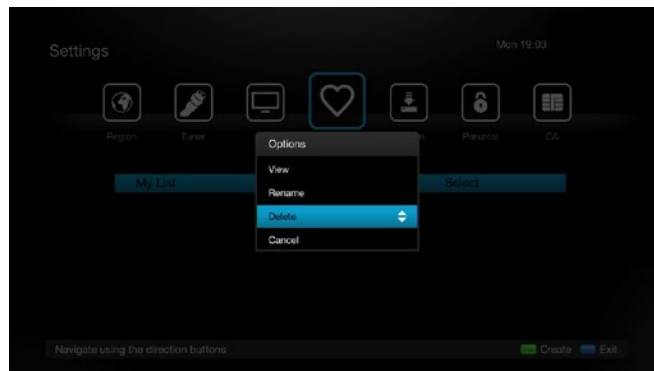 Settings
Mon 19.03
Region Tuner Parental CA
Options
View
My List Select
Rename
Delete
Cancel
Navigate using the direction buttons Create Exit